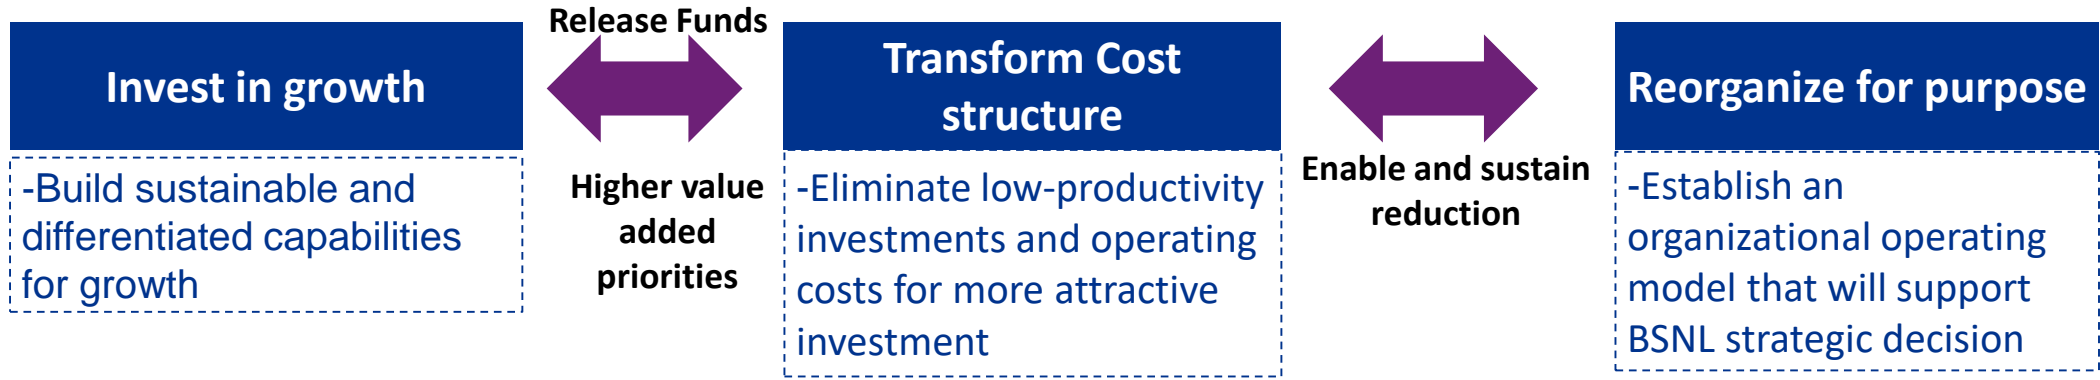 Invest in growth
-Build sustainable and
differentiated capabilities
for growth
Release Funds
Higher value
added
priorities
Transform Cost
structure
-Eliminate low-productivity
investments and operating
costs for more attractive
investment
Enable and sustain
reduction
Reorganize for purpose
-Establish an
organizational operating
model that will support
BSNL strategic decision